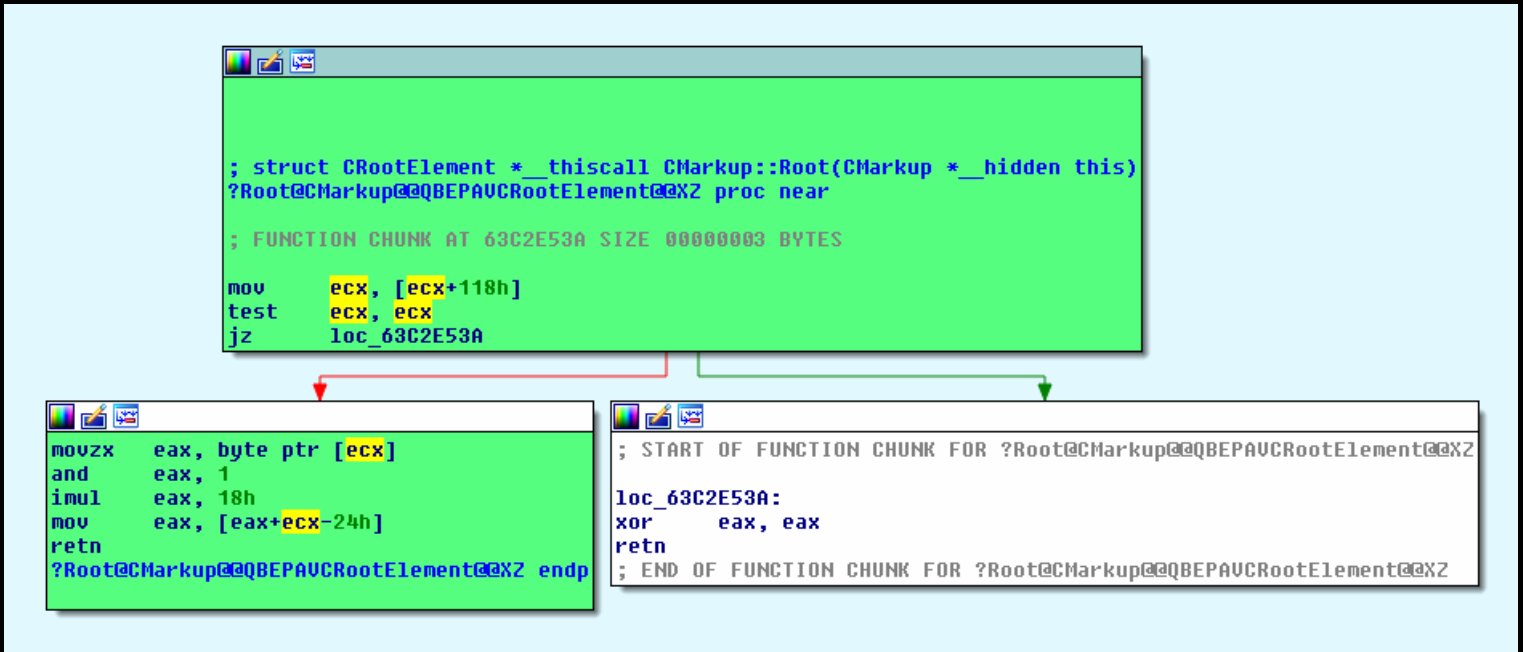 ; struct CRootElement *__thiscall CMarkup::Root(CMarkup *__hidden this)
?Root@CMarkup@@QBEPAVCRootElement@@XZ proc near
; FUNCTION CHUNK AT 63C2E53A SIZE 00000003 BYTES
mov     ecx, [ecx+118h]
test    ecx, ecx
jz      loc_63C2E53A
movzx   eax, byte ptr [ecx]
and     eax, 1
imul    eax, 18h
mov     eax, [eax+ecx-24h]
retn
?Root@CMarkup@@QBEPAVCRootElement@@XZ endp
; START OF FUNCTION CHUNK FOR ?Root@CMarkup@@QBEPAVCRootElement@@XZ
loc_63C2E53A:
xor     eax, eax
retn
; END OF FUNCTION CHUNK FOR ?Root@CMarkup@@QBEPAVCRootElement@@XZ